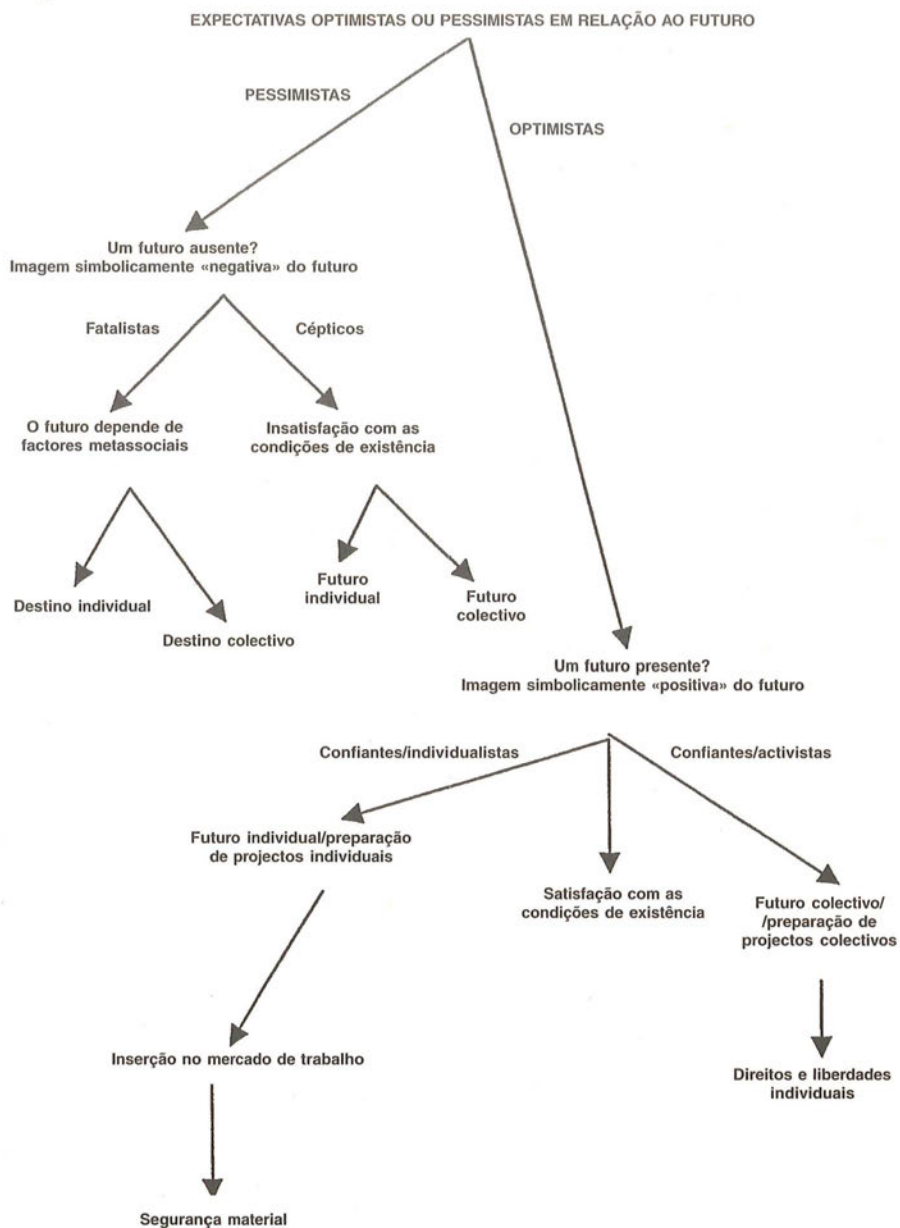 EXPECTATIVAS OPTIMISTAS OU PESSIMISTAS EM RELAÇÃO AO FUTURO
PESSIMISTAS
OPTIMISTAS
Um futuro ausente?
Imagem simbolicamente «negativa» do futuro
Fatalistas
Cépticos
O futuro depende de
factores metassociais
Insatisfação com as
condições de existência
Destino individual
Destino colectivo
Futuro
individual
Futuro
colectivo
Um futuro presente?
Imagem simbolicamente «positiva» do futuro
Confiantes/individualistas
Confiantes/activistas
Futuro individual/preparação
de projectos individuais
Satisfação com as
condições de existência
Futuro colectivo/
/preparação de
projectos colectivos
Inserção no mercado de trabalho
Direitos e liberdades
individuais
Segurança material